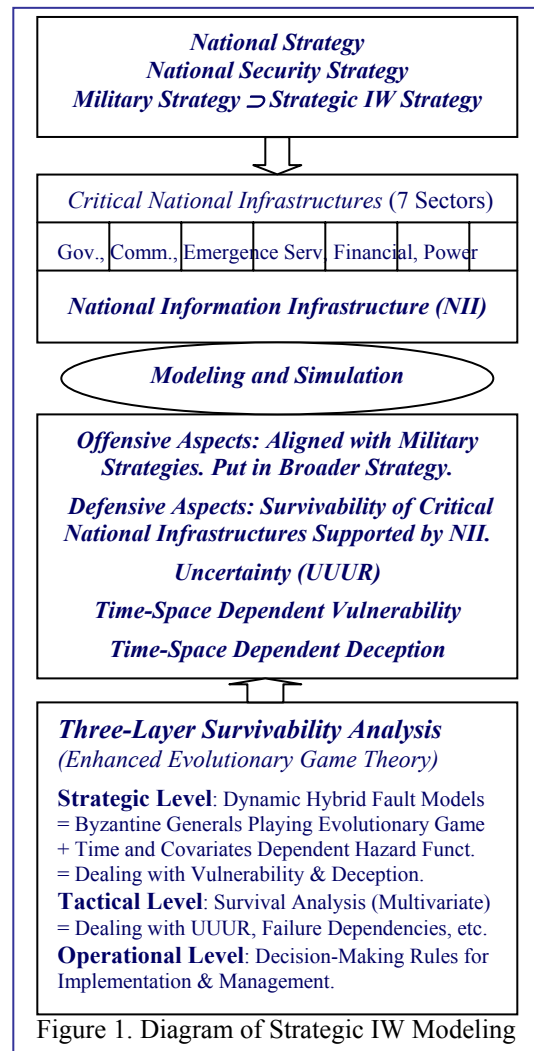 National Strategy
National Security Strategy
Military Strategy ⊃ Strategic IW Strategy
Critical National Infrastructures (7 Sectors)
Gov., Comm., Emergence Serv, Financial, Power
National Information Infrastructure (NII)
Modeling and Simulation
Offensive Aspects: Aligned with Military
Strategies. Put in Broader Strategy.
Defensive Aspects: Survivability of Critical
National Infrastructures Supported by NII.
Uncertainty (UUUR)
Time-Space Dependent Vulnerability
Time-Space Dependent Deception
Three-Layer Survivability Analysis
(Enhanced Evolutionary Game Theory)
Strategic Level: Dynamic Hybrid Fault Models
= Byzantine Generals Playing Evolutionary Game
+ Time and Covariates Dependent Hazard Funct.
= Dealing with Vulnerability & Deception.
Tactical Level: Survival Analysis (Multivariate)
= Dealing with UUUR, Failure Dependencies, etc.
Operational Level: Decision-Making Rules for
Implementation & Management.
Figure 1. Diagram of Strategic IW Modeling